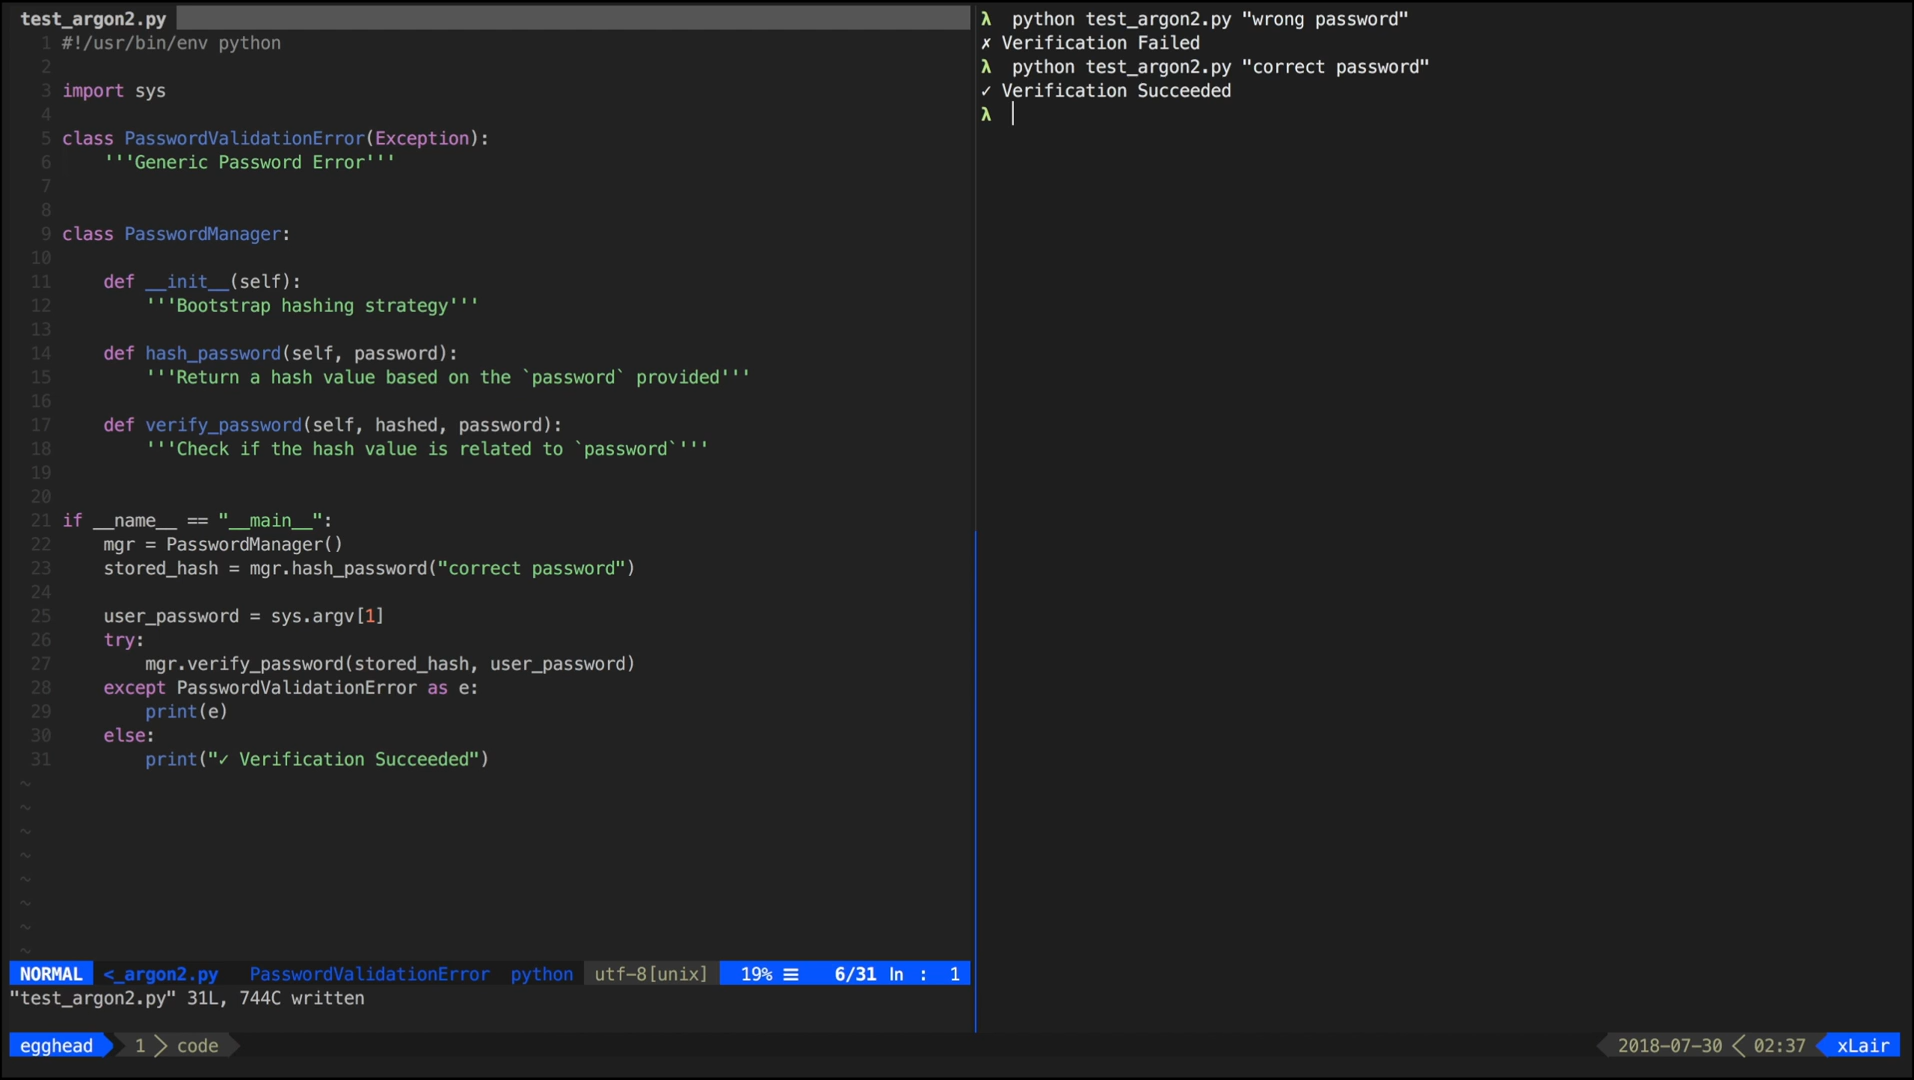 test_argon2.py
1 #!/usr/bin/env python
2
3 import sys
4
5 class PasswordValidationError(Exception):
6     '''Generic Password Error'''
7
8
9 class PasswordManager:
10
11     def __init__(self):
12         '''Bootstrap hashing strategy'''
13
14     def hash_password(self, password):
15         '''Return a hash value based on the `password` provided'''
16
17     def verify_password(self, hashed, password):
18         '''Check if the hash value is related to `password`'''
19
20
21 if __name__ == "__main__":
22     mgr = PasswordManager()
23     stored_hash = mgr.hash_password("correct password")
24
25     user_password = sys.argv[1]
26     try:
27         mgr.verify_password(stored_hash, user_password)
28     except PasswordValidationError as e:
29         print(e)
30     else:
31         print("✓ Verification Succeeded")
~
~
~
~
~
~
~
~
NORMAL <_argon2.py PasswordValidationError python utf-8[unix] 19% ☰ 6/31 ln : 1
"test_argon2.py" 31L, 744C written
λ python test_argon2.py "wrong password"
✗ Verification Failed
λ python test_argon2.py "correct password"
✓ Verification Succeeded
λ
egghead 1 > code 2018-07-30 < 02:37 xLair